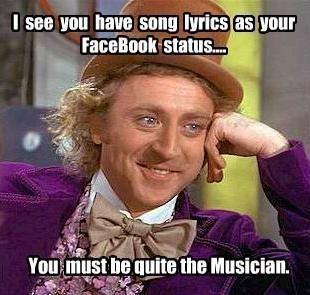 I see you have song lyrics as your
FaceBook status....
You must be quite the Musician.